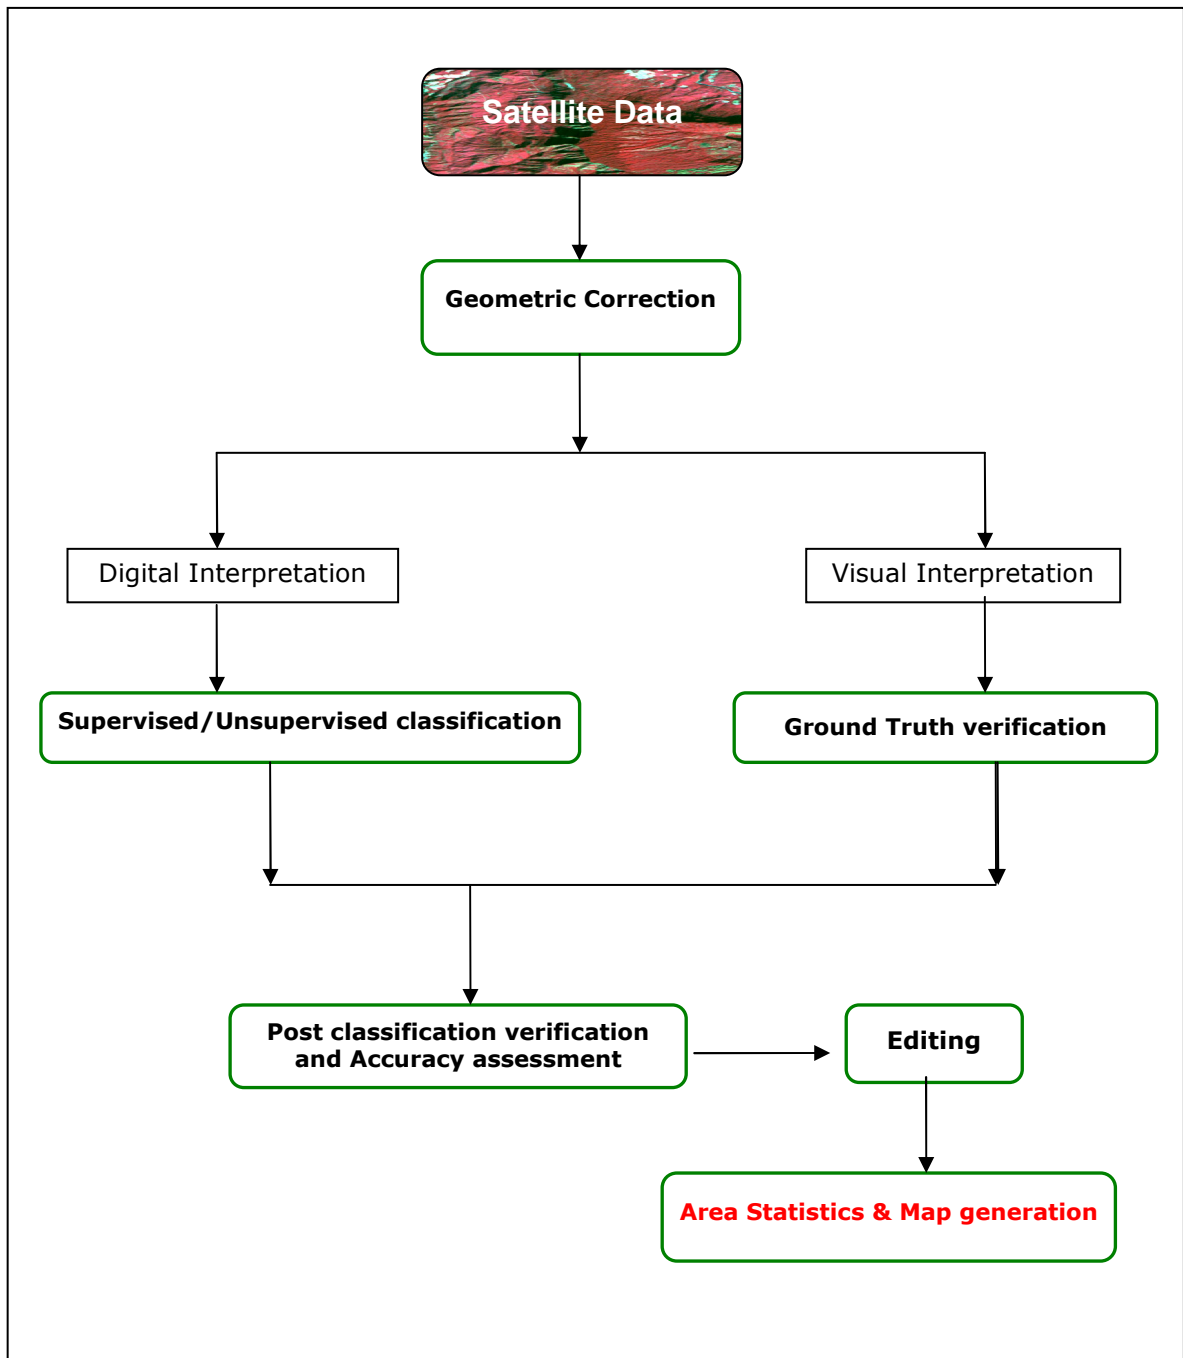 Satellite Data
Geometric Correction
Digital Interpretation
Visual Interpretation
Supervised/Unsupervised classification
Ground Truth verification
Post classification verification
and Accuracy assessment
Editing
Area Statistics & Map generation